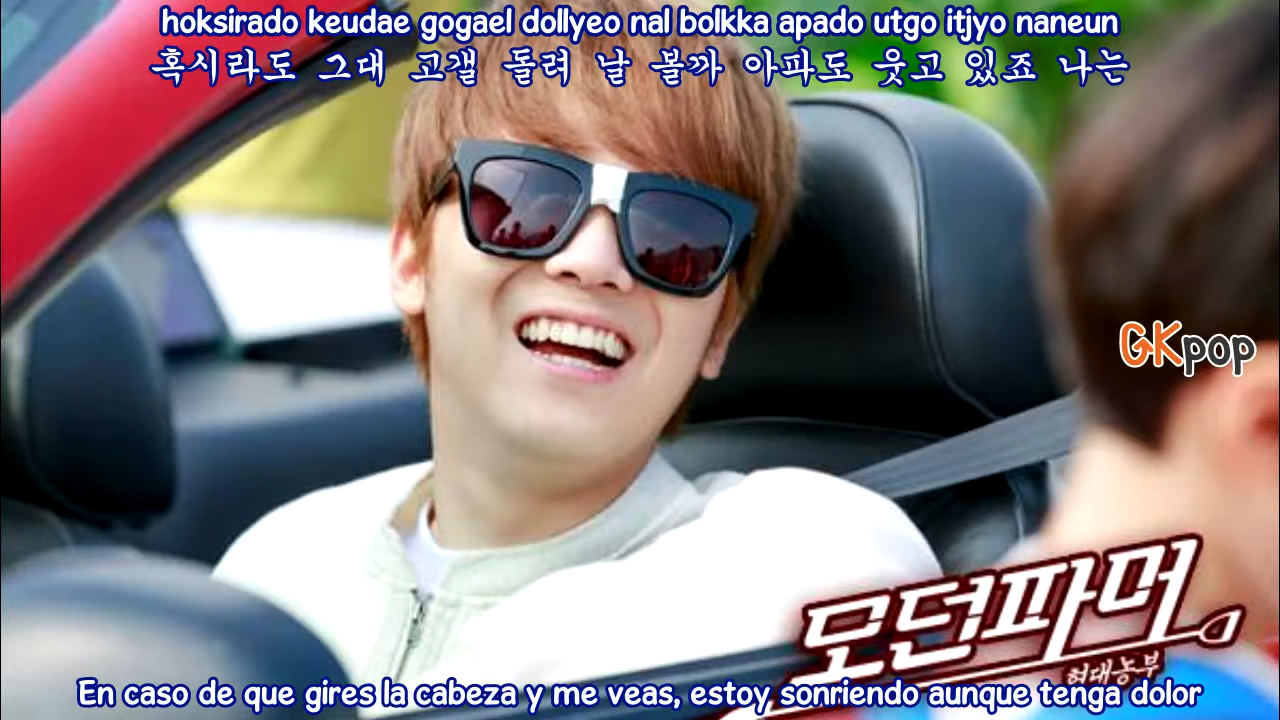 hoksirado keudae gogael dollyeo nal bolkka apado utgo itjyo naneun
혹시라도 그대 고갤 돌려 날 볼까 아파도 웃고 있죠 나는
GKpop
모던파머
현대농부
En caso de que gires la cabeza y me veas, estoy sonriendo aunque tenga dolor